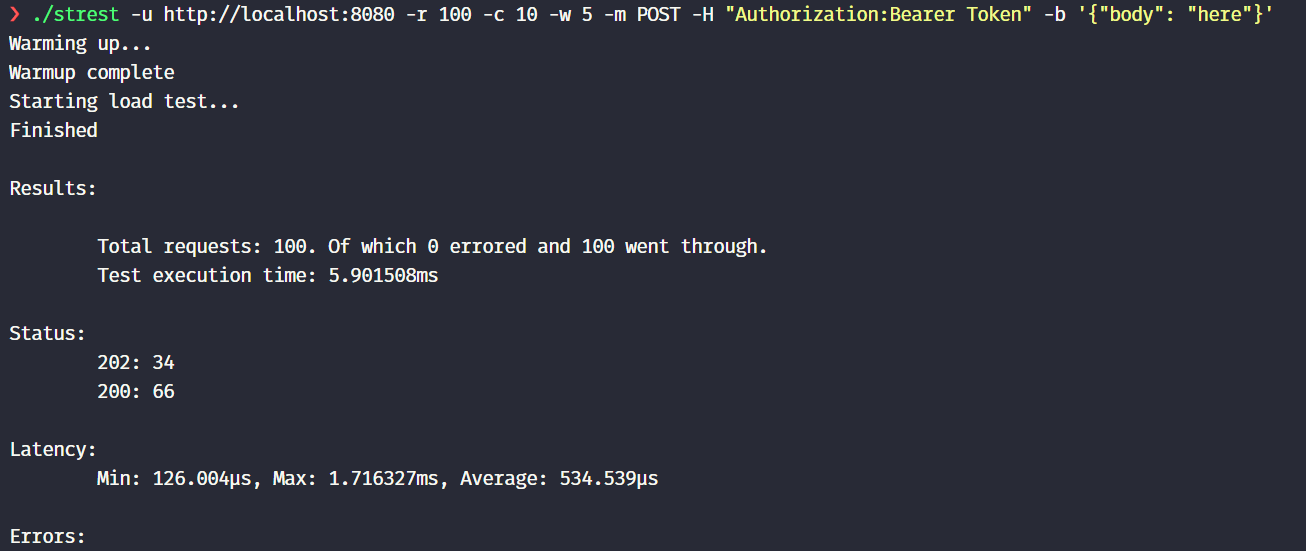 ❯ ./strest -u http://localhost:8080 -r 100 -c 10 -w 5 -m POST -H "Authorization:Bearer Token" -b '{"body": "here"}'
Warming up...
Warmup complete
Starting load test...
Finished
Results:
Total requests: 100. Of which 0 errored and 100 went through.
Test execution time: 5.901508ms
Status:
202: 34
200: 66
Latency:
Min: 126.004µs, Max: 1.716327ms, Average: 534.539µs
Errors: